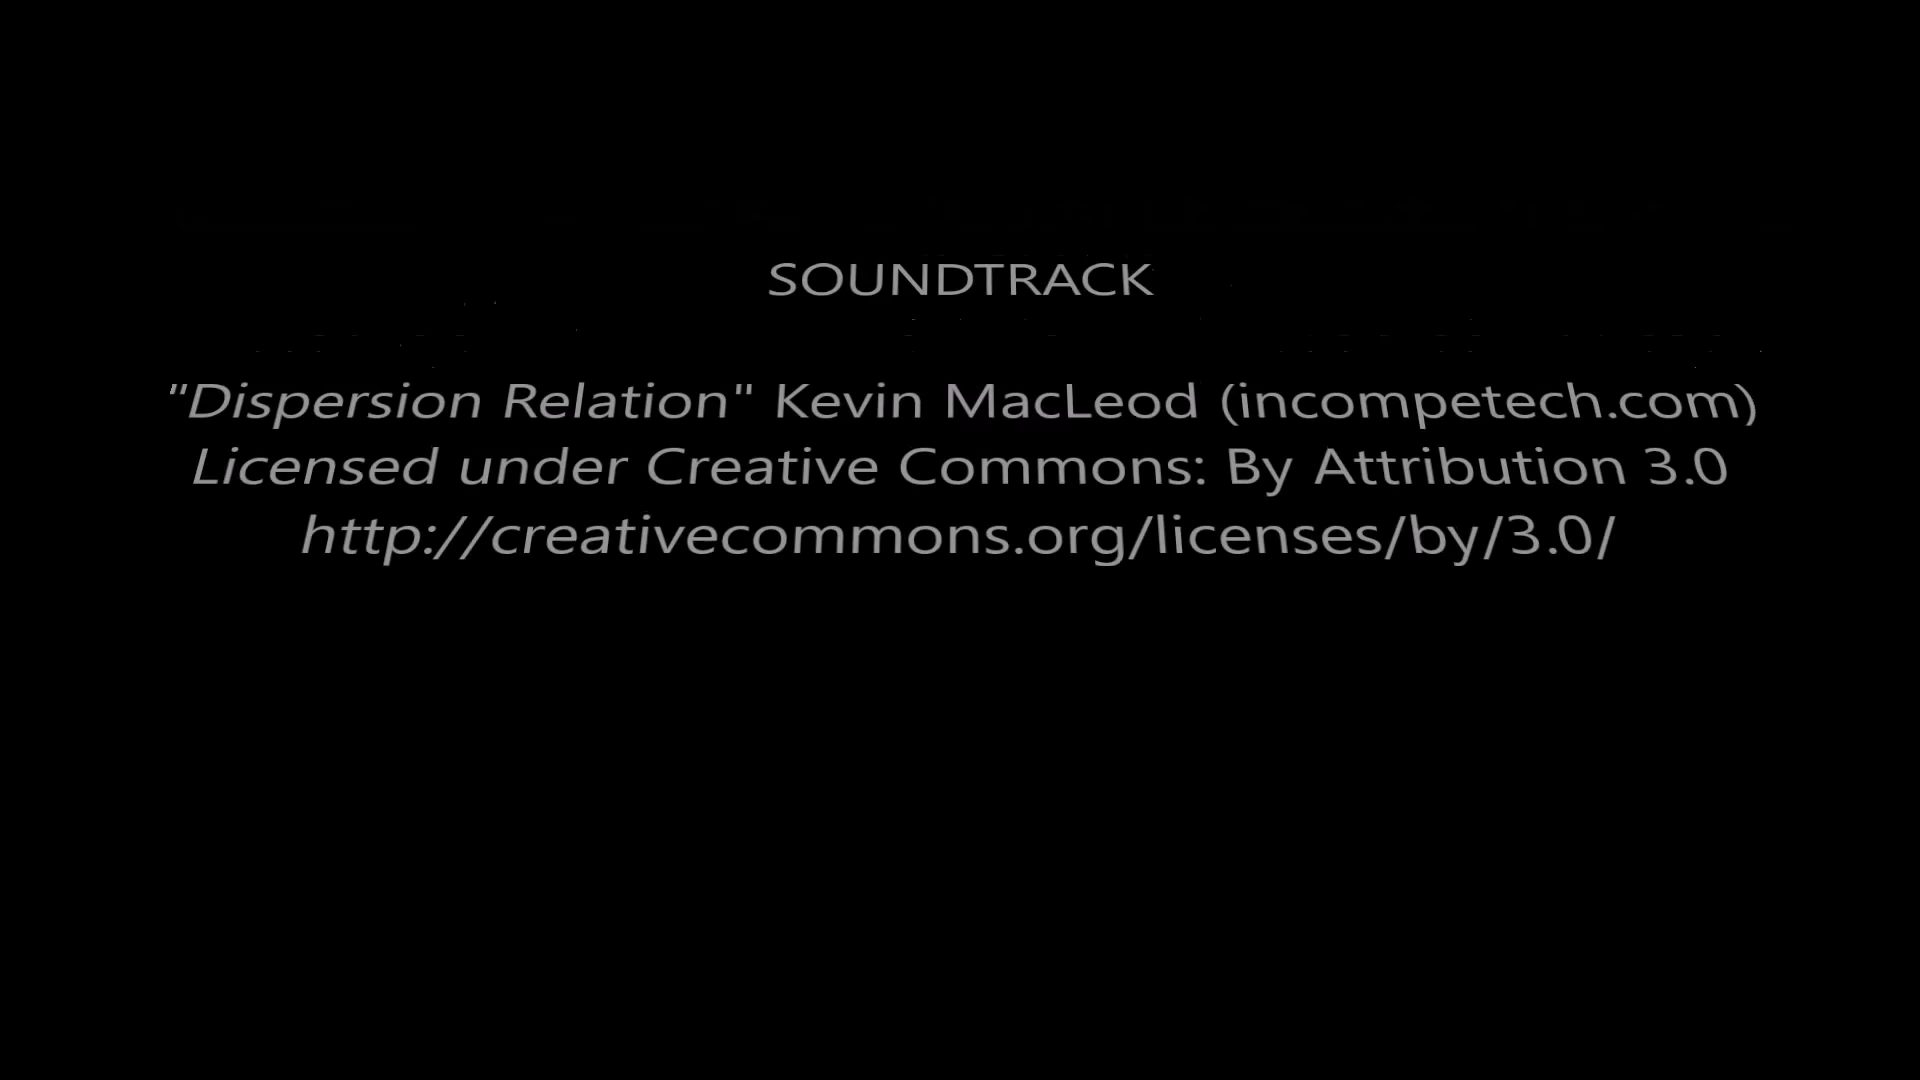 SOUNDTRACK
"Dispersion Relation" Kevin MacLeod (incompetech.com)
Licensed under Creative Commons: By Attribution 3.0
http://creativecommons.org/licenses/by/3.0/